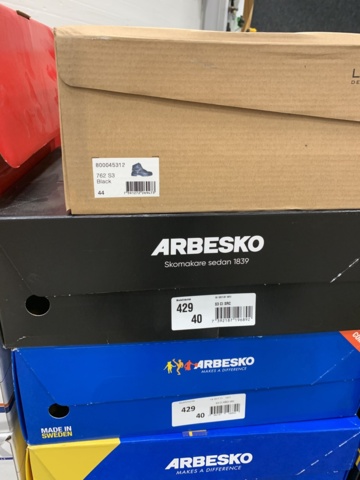 L
800045312
762 S3
Black
44
ARBESKO
Skomakare sedan 1839
429
40
ARBESKO
MAKES A DIFFERENCE
429
40
MADE IN
SWEDEN
ARBESKO
MAKES A DIFFERENCE